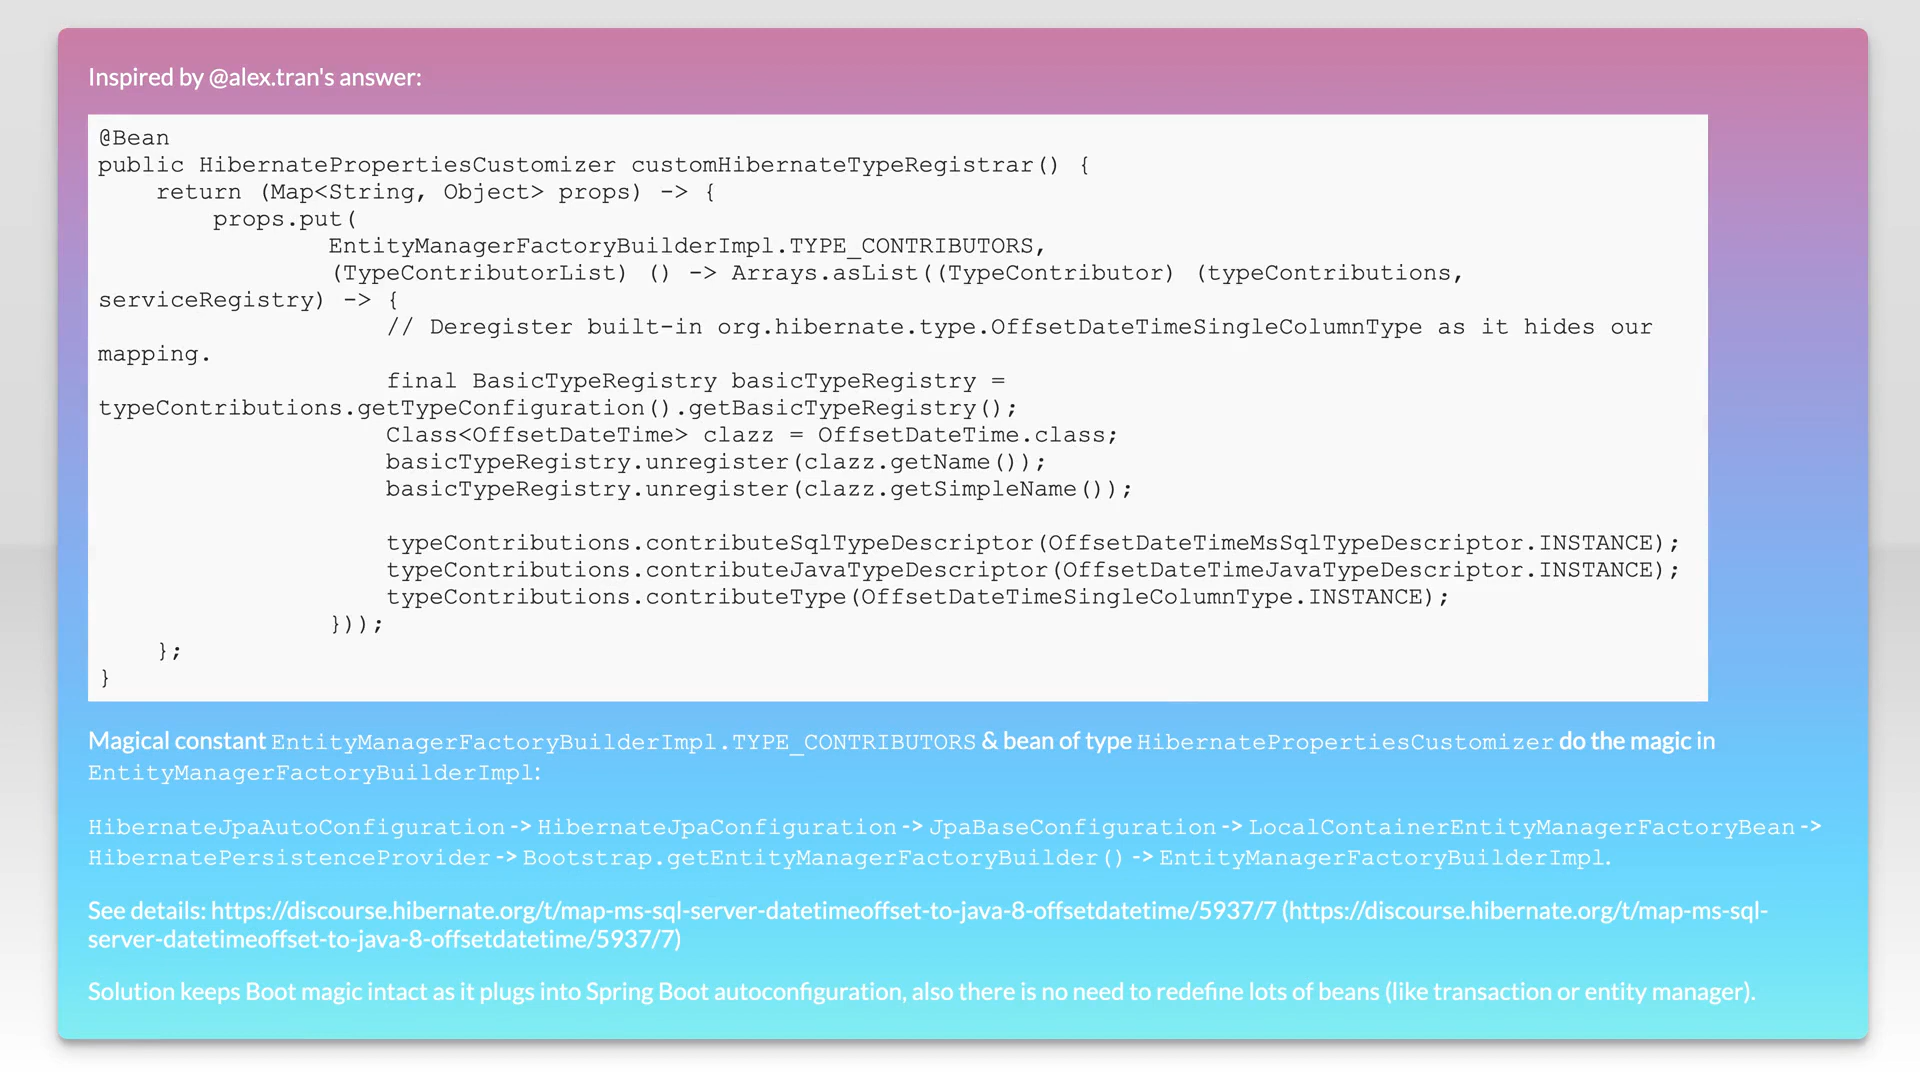 Inspired by @alex.tran's answer:
@Bean
public HibernatePropertiesCustomizer customHibernateTypeRegistrar() {
    return (Map<String, Object> props) -> {
        props.put(
                EntityManagerFactoryBuilderImpl.TYPE_CONTRIBUTORS,
                (TypeContributorList) () -> Arrays.asList((TypeContributor) (typeContributions,
serviceRegistry) -> {
                    // Deregister built-in org.hibernate.type.OffsetDateTimeSingleColumnType as it hides our
mapping.
                    final BasicTypeRegistry basicTypeRegistry =
typeContributions.getTypeConfiguration().getBasicTypeRegistry();
                    Class<OffsetDateTime> clazz = OffsetDateTime.class;
                    basicTypeRegistry.unregister(clazz.getName());
                    basicTypeRegistry.unregister(clazz.getSimpleName());
                    typeContributions.contributeSqlTypeDescriptor(OffsetDateTimeMsSqlTypeDescriptor.INSTANCE);
                    typeContributions.contributeJavaTypeDescriptor(OffsetDateTimeJavaTypeDescriptor.INSTANCE);
                    typeContributions.contributeType(OffsetDateTimeSingleColumnType.INSTANCE);
                }));
    };
}
Magical constant EntityManagerFactoryBuilderImpl.TYPE_CONTRIBUTORS & bean of type HibernatePropertiesCustomizer do the magic in
EntityManagerFactoryBuilderImpl:
HibernateJpaAutoConfiguration -> HibernateJpaConfiguration -> JpaBaseConfiguration -> LocalContainerEntityManagerFactoryBean ->
HibernatePersistenceProvider -> Bootstrap.getEntityManagerFactoryBuilder() -> EntityManagerFactoryBuilderImpl.
See details: https://discourse.hibernate.org/t/map-ms-sql-server-datetimeoffset-to-java-8-offsetdatetime/5937/7 (https://discourse.hibernate.org/t/map-ms-sql-
server-datetimeoffset-to-java-8-offsetdatetime/5937/7)
Solution keeps Boot magic intact as it plugs into Spring Boot autoconfiguration, also there is no need to redefine lots of beans (like transaction or entity manager).